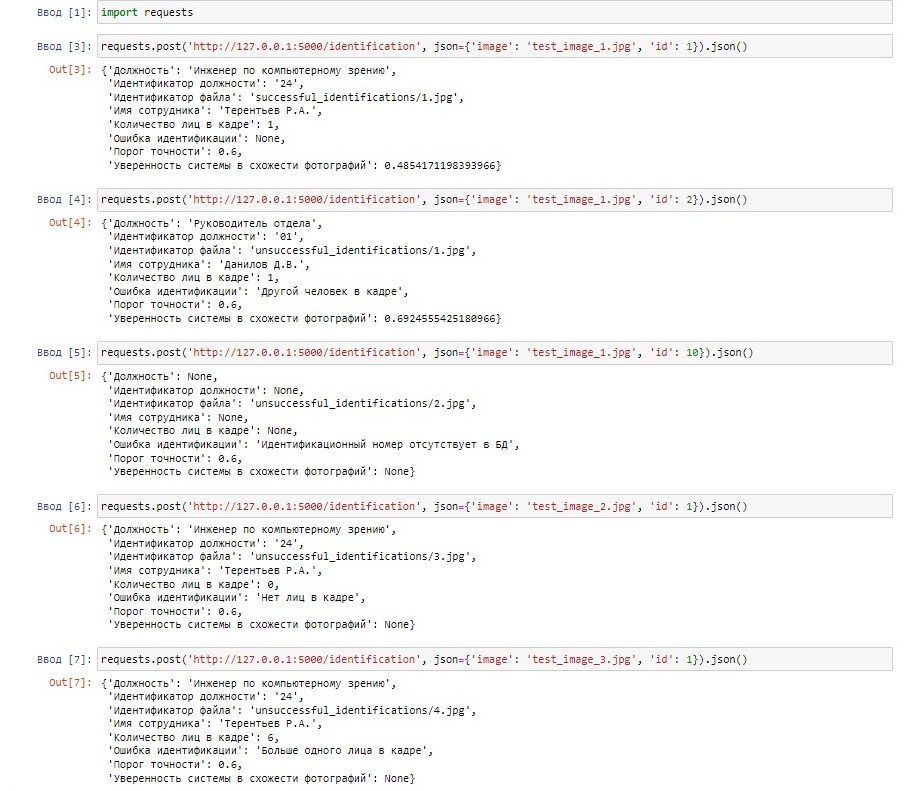 Ввод [1]: import requests
Ввод [3]: requests.post('http://127.0.0.1:5000/identification', json={'image': 'test_image_1.jpg', 'id': 1}).json()
Out[3]: {'Должность': 'Инженер по компьютерному зрению',
'Идентификатор должности': '24',
'Идентификатор файла': 'successful_identifications/1.jpg',
'Имя сотрудника': 'Терентьев Р.А.',
'Количество лиц в кадре': 1,
'Ошибка идентификации': None,
'Порог точности': 0.6,
'Уверенность системы в схожести фотографий': 0.4854171198393966}
Ввод [4]: requests.post('http://127.0.0.1:5000/identification', json={'image': 'test_image_1.jpg', 'id': 2}).json()
Out[4]: {'Должность': 'Руководитель отдела',
'Идентификатор должности': '01',
'Идентификатор файла': 'unsuccessful_identifications/1.jpg',
'Имя сотрудника': 'Данилов Д.В.',
'Количество лиц в кадре': 1,
'Ошибка идентификации': 'Другой человек в кадре',
'Порог точности': 0.6,
'Уверенность системы в схожести фотографий': 0.6924555425180966}
Ввод [5]: requests.post('http://127.0.0.1:5000/identification', json={'image': 'test_image_1.jpg', 'id': 10}).json()
Out[5]: {'Должность': None,
'Идентификатор должности': None,
'Идентификатор файла': 'unsuccessful_identifications/2.jpg',
'Имя сотрудника': None,
'Количество лиц в кадре': None,
'Ошибка идентификации': 'Идентификационный номер отсутствует в БД',
'Порог точности': 0.6,
'Уверенность системы в схожести фотографий': None}
Ввод [6]: requests.post('http://127.0.0.1:5000/identification', json={'image': 'test_image_2.jpg', 'id': 1}).json()
Out[6]: {'Должность': 'Инженер по компьютерному зрению',
'Идентификатор должности': '24',
'Идентификатор файла': 'unsuccessful_identifications/3.jpg',
'Имя сотрудника': 'Терентьев Р.А.',
'Количество лиц в кадре': 0,
'Ошибка идентификации': 'Нет лиц в кадре',
'Порог точности': 0.6,
'Уверенность системы в схожести фотографий': None}
Ввод [7]: requests.post('http://127.0.0.1:5000/identification', json={'image': 'test_image_3.jpg', 'id': 1}).json()
Out[7]: {'Должность': 'Инженер по компьютерному зрению',
'Идентификатор должности': '24',
'Идентификатор файла': 'unsuccessful_identifications/4.jpg',
'Имя сотрудника': 'Терентьев Р.А.',
'Количество лиц в кадре': 6,
'Ошибка идентификации': 'Больше одного лица в кадре',
'Порог точности': 0.6,
'Уверенность системы в схожести фотографий': None}